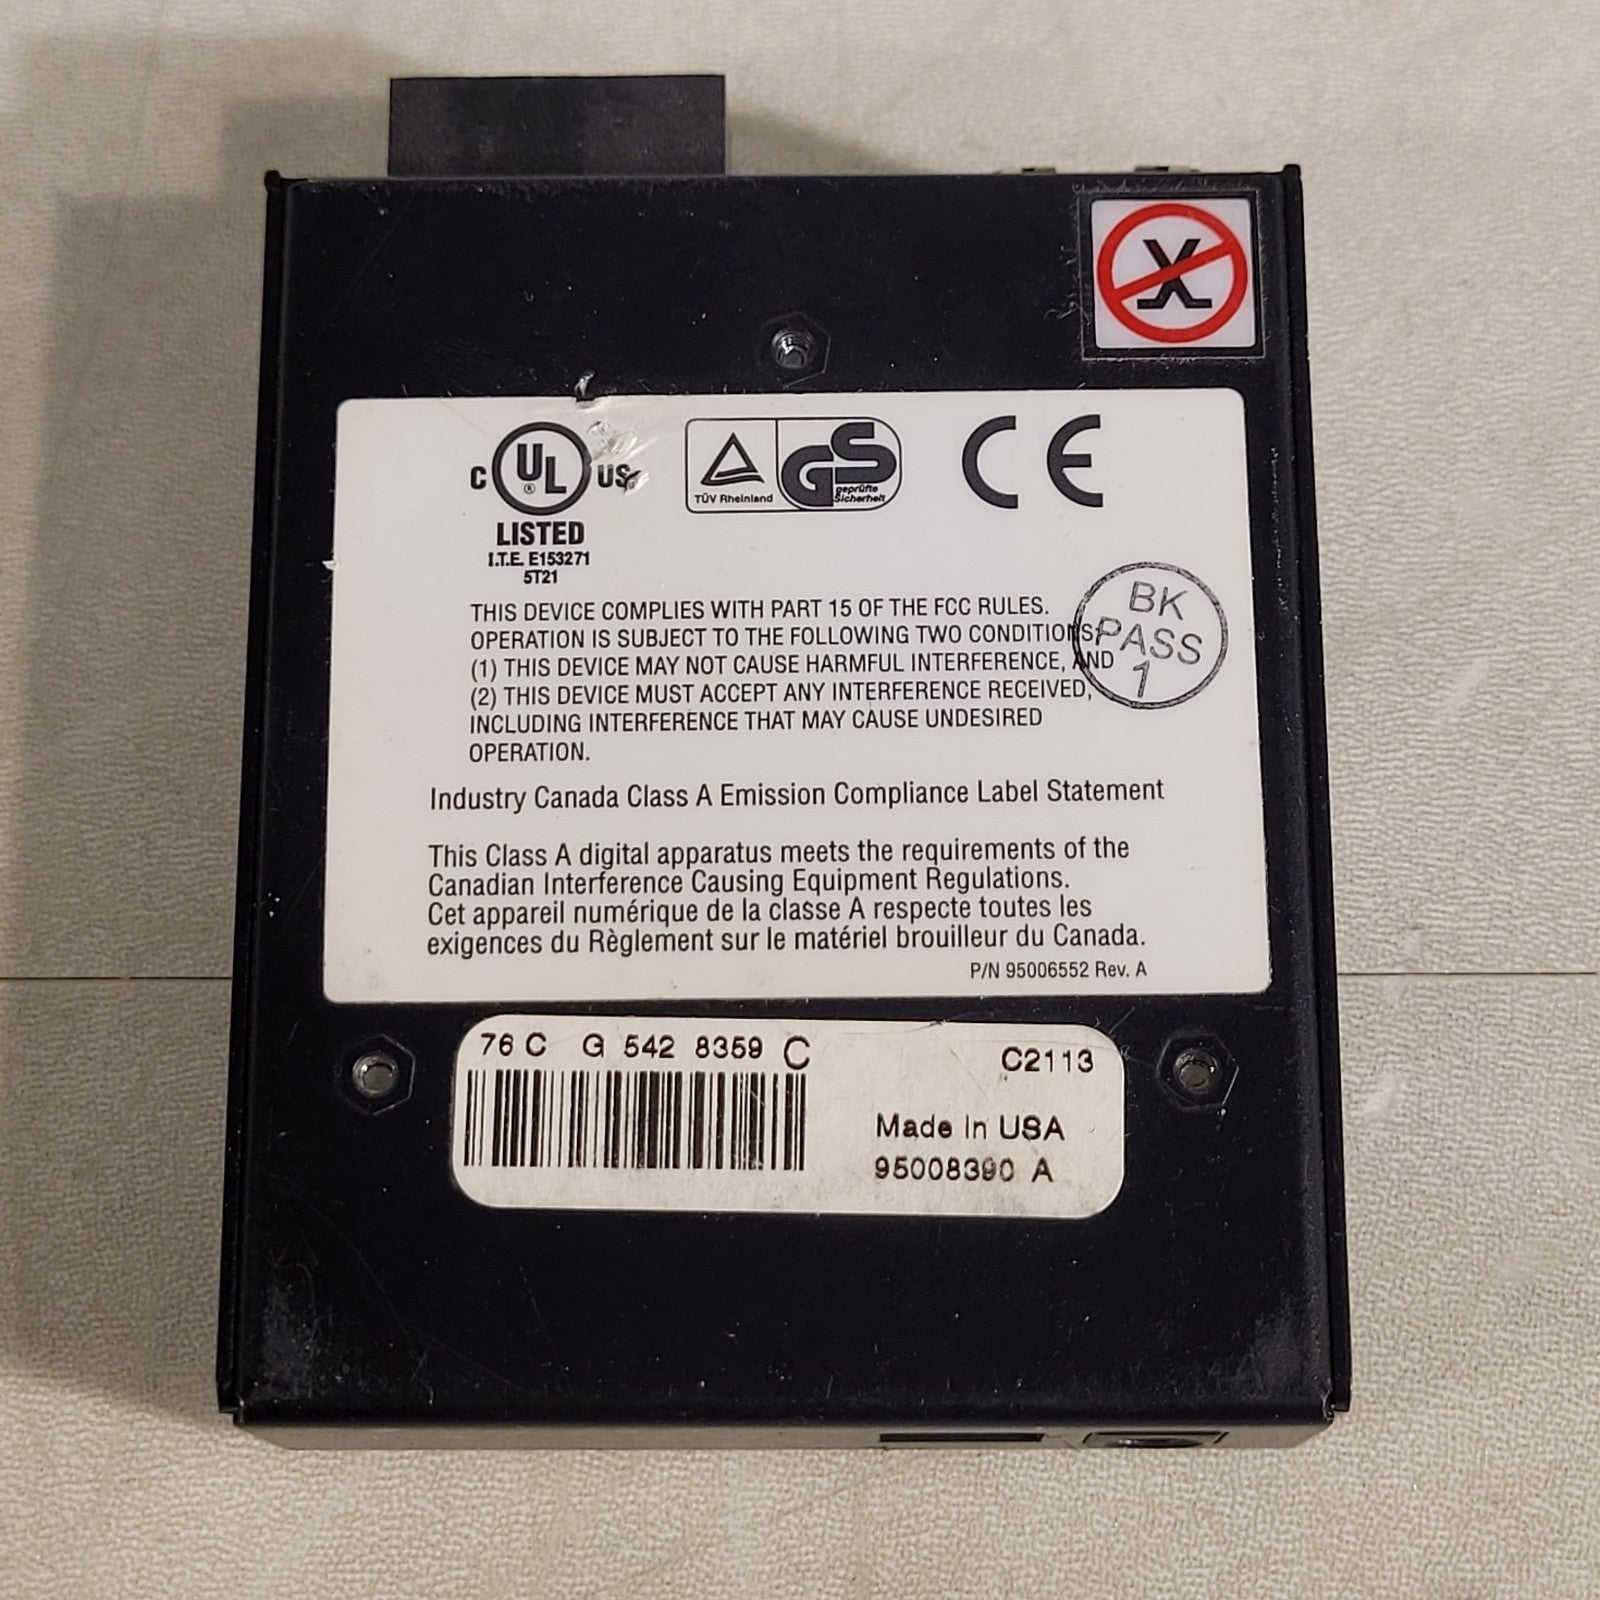 C UL ® US
LISTED
I.T.E. E153271
5T21
TÜV Rheinland
GS
geprüfte
Sicherheit
CE
BK
PASS
1
THIS DEVICE COMPLIES WITH PART 15 OF THE FCC RULES.
OPERATION IS SUBJECT TO THE FOLLOWING TWO CONDITIONS:
(1) THIS DEVICE MAY NOT CAUSE HARMFUL INTERFERENCE, AND
(2) THIS DEVICE MUST ACCEPT ANY INTERFERENCE RECEIVED,
INCLUDING INTERFERENCE THAT MAY CAUSE UNDESIRED
OPERATION.
Industry Canada Class A Emission Compliance Label Statement
This Class A digital apparatus meets the requirements of the
Canadian Interference Causing Equipment Regulations.
Cet appareil numérique de la classe A respecte toutes les
exigences du Règlement sur le matériel brouilleur du Canada.
P/N 95006552 Rev. A
76 C G 542 8359 C
C2113
Made in USA
95008390 A